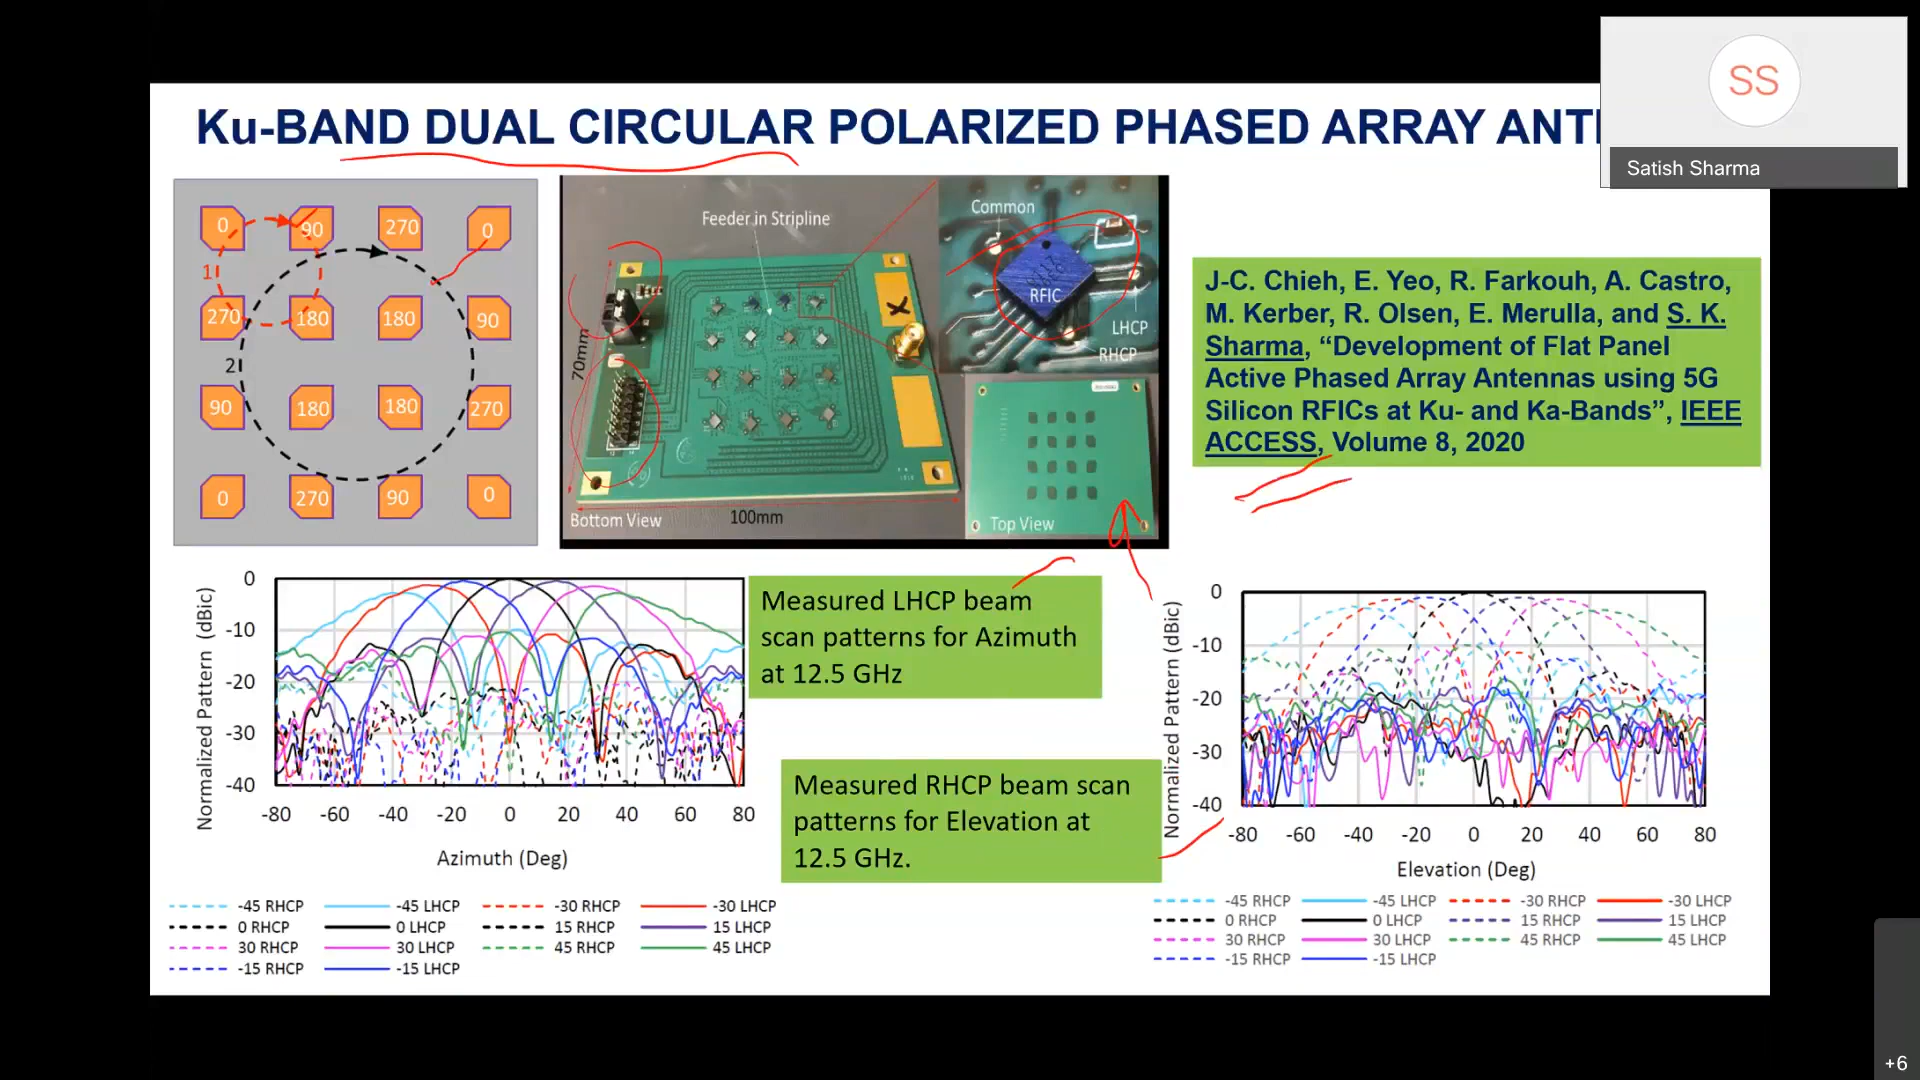 Ku-BAND DUAL CIRCULAR POLARIZED PHASED ARRAY ANT
SS
Satish Sharma
0 90 270 0
1
270 180 180 90
2
90 180 180 270
0 270 90 0
Feeder in Stripline
70mm
Bottom View
100mm
Common
RFIC
LHCP
RHCP
Top View
J-C. Chieh, E. Yeo, R. Farkouh, A. Castro,
M. Kerber, R. Olsen, E. Merulla, and S. K.
Sharma, “Development of Flat Panel
Active Phased Array Antennas using 5G
Silicon RFICs at Ku- and Ka-Bands”, IEEE
ACCESS, Volume 8, 2020
Normalized Pattern (dBic)
0
-10
-20
-30
-40
-80 -60 -40 -20 0 20 40 60 80
Azimuth (Deg)
-45 RHCP -45 LHCP -30 RHCP -30 LHCP
0 RHCP 0 LHCP 15 RHCP 15 LHCP
30 RHCP 30 LHCP 45 RHCP 45 LHCP
-15 RHCP -15 LHCP
Measured LHCP beam
scan patterns for Azimuth
at 12.5 GHz
Measured RHCP beam scan
patterns for Elevation at
12.5 GHz.
Normalized Pattern (dBic)
0
-10
-20
-30
-40
-80 -60 -40 -20 0 20 40 60 80
Elevation (Deg)
-45 RHCP -45 LHCP -30 RHCP -30 LHCP
0 RHCP 0 LHCP 15 RHCP 15 LHCP
30 RHCP 30 LHCP 45 RHCP 45 LHCP
-15 RHCP -15 LHCP
+6